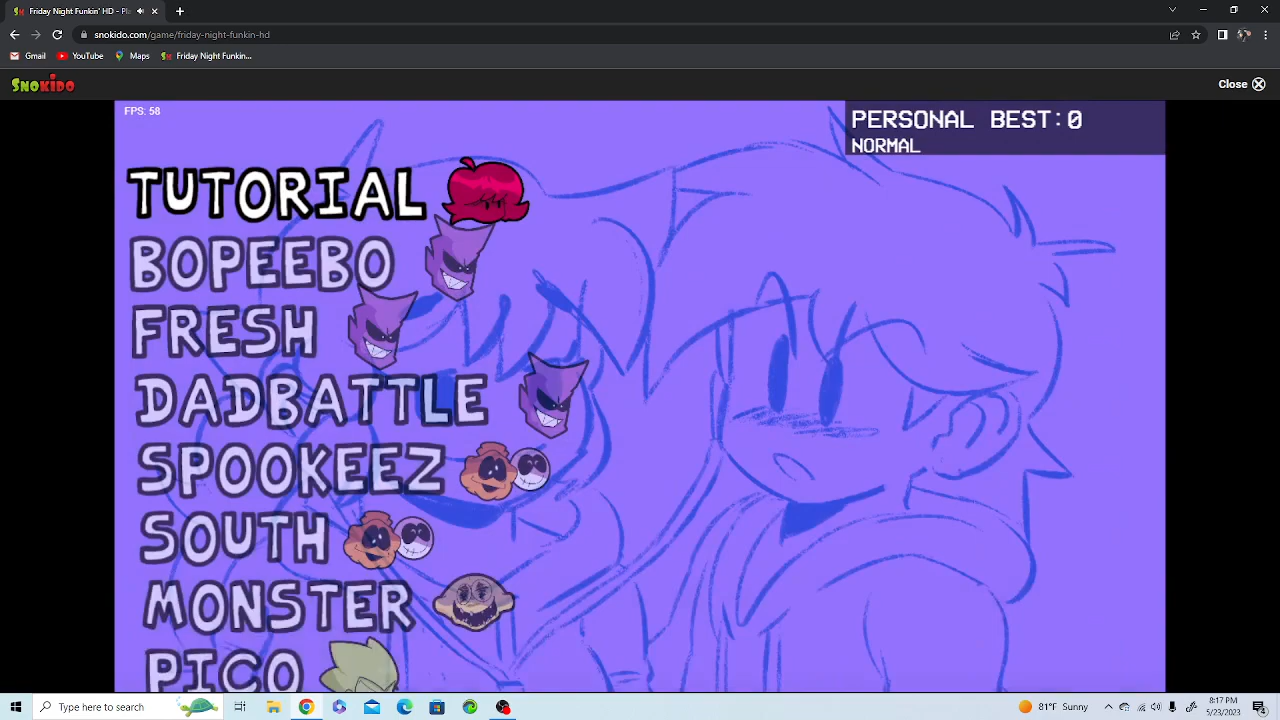 Friday Night Funkin' HD - Pla
snokido.com/game/friday-night-funkin-hd
Gmail
YouTube
Maps
Friday Night Funkin...
SNOKIDO
Close
FPS: 58
PERSONAL BEST:0
NORMAL
TUTORIAL
BOPEEBO
FRESH
DADBATTLE
SPOOKEEZ
SOUTH
MONSTER
PICO
Type here to search
81°F Sunny
8:17 PM
5/23/2023